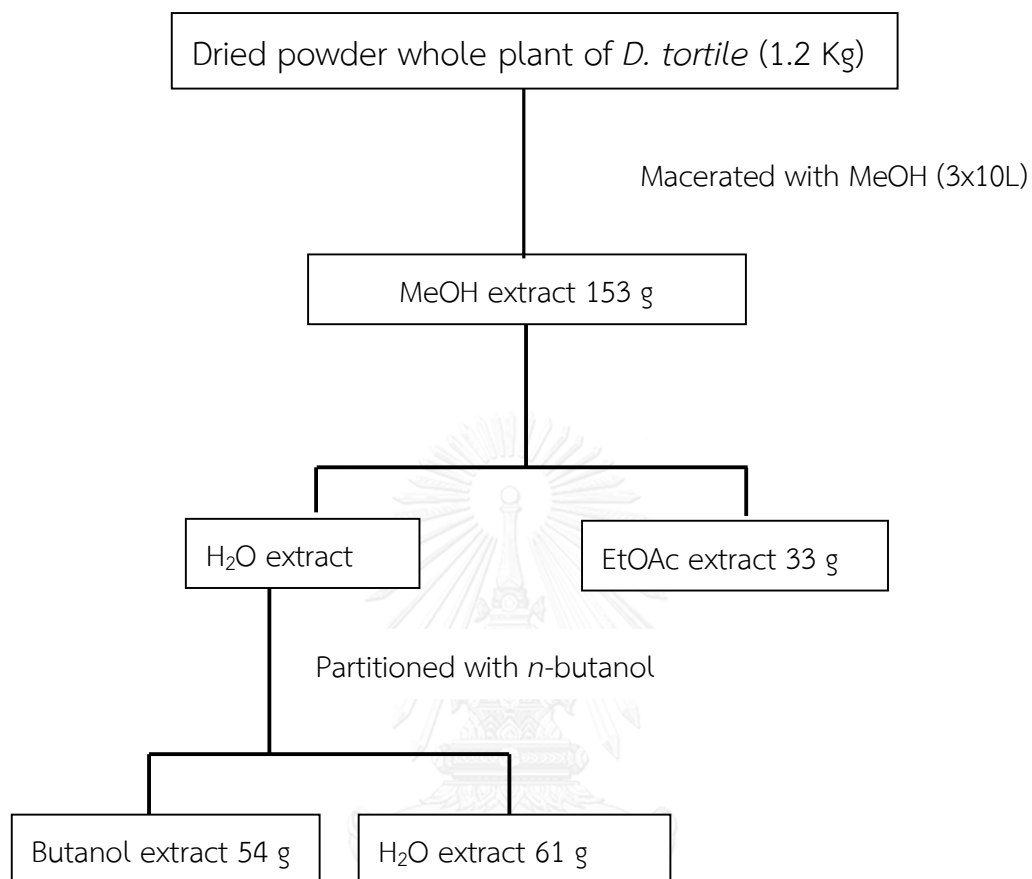 Dried powder whole plant of D. tortile (1.2 Kg)
Macerated with MeOH (3x10L)
MeOH extract 153 g
H₂O extract
EtOAc extract 33 g
Partitioned with n-butanol
Butanol extract 54 g
H₂O extract 61 g